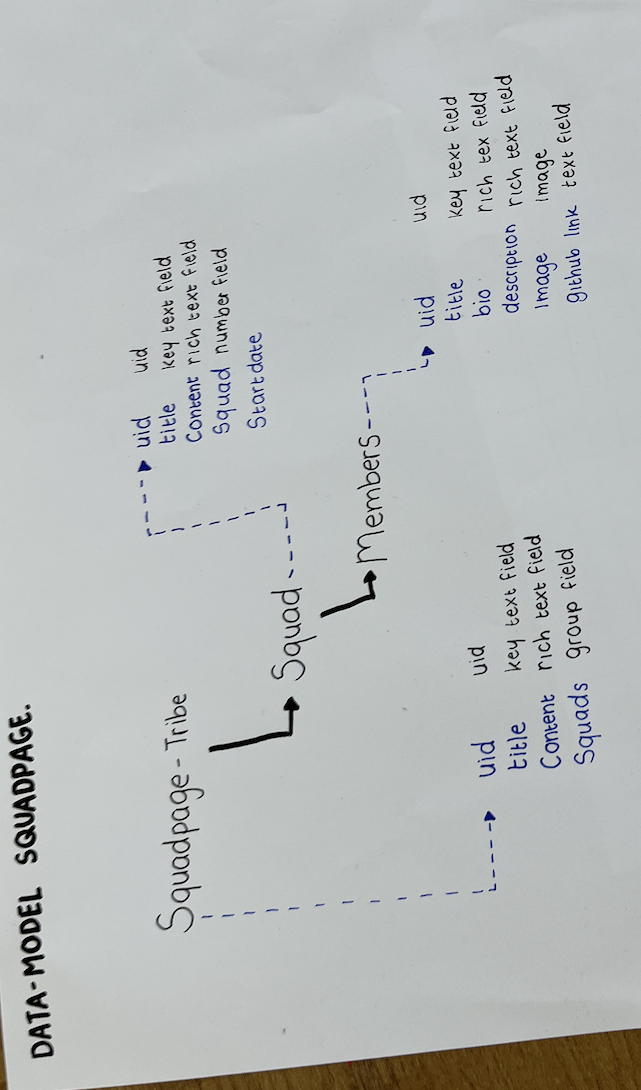 DATA-MODEL SQUADPAGE.
Squadpage - Tribe
uid uid
title key text field
Content rich text field
Squads group field
Squad
uid uid
title key text field
Content rich text field
Squad number field
Startdate
Members
uid uid
title key text field
bio rich tex field
description rich text field
Image Image
github link text field